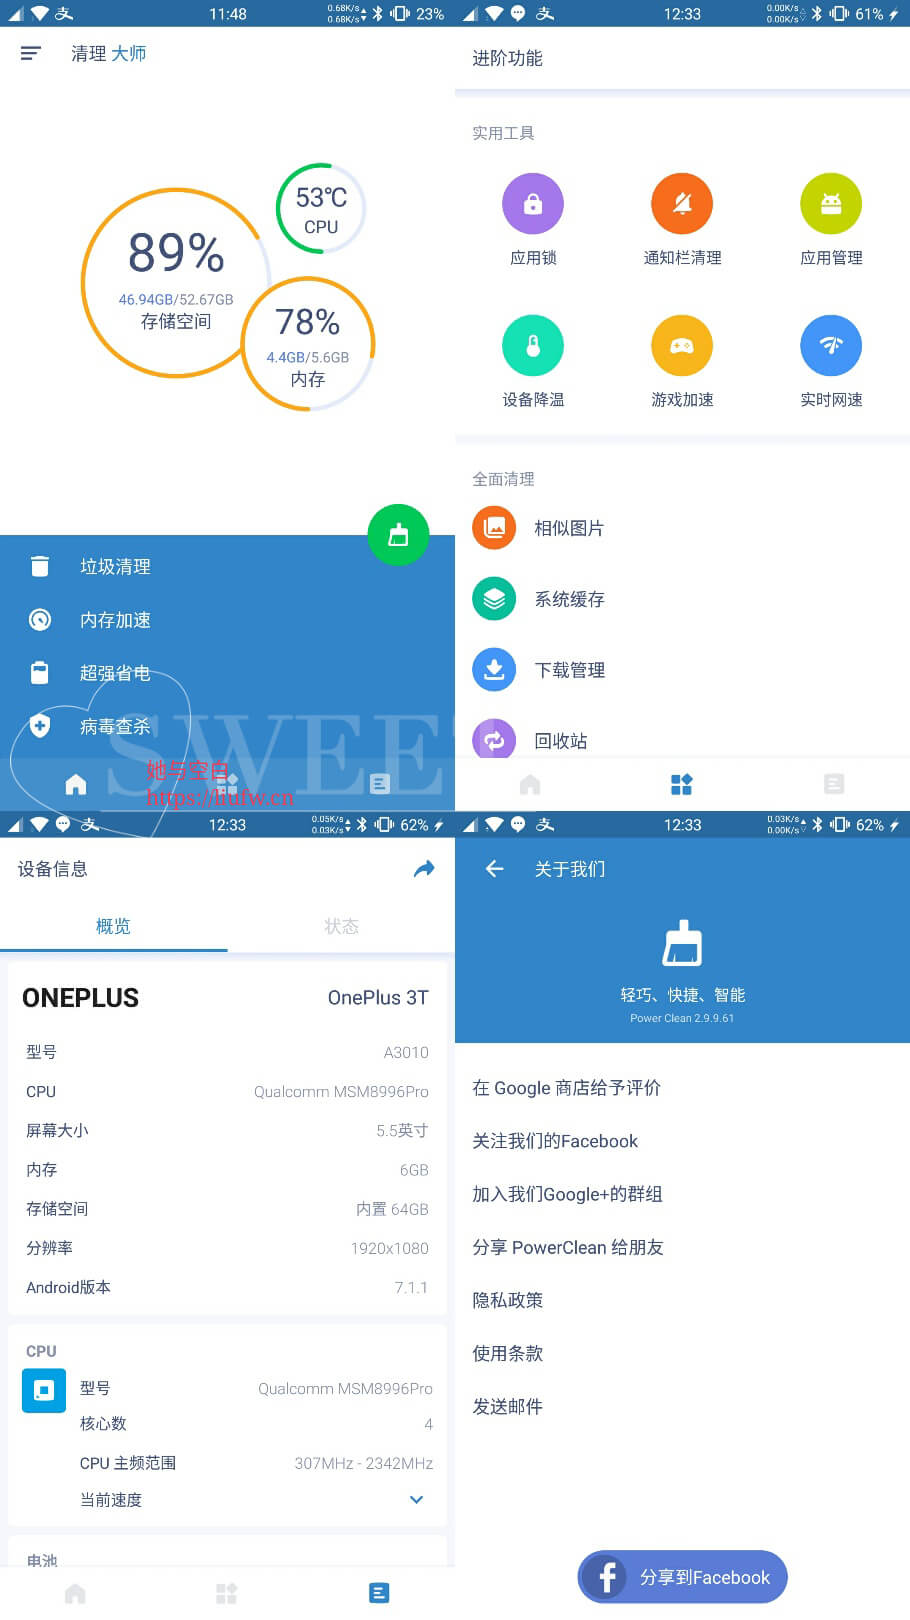 11:48
0.68K/s
0.68K/s
23%
清理 大师
53℃
CPU
89%
46.94GB/52.67GB
存储空间
78%
4.4GB/5.6GB
内存
垃圾清理
内存加速
超强省电
病毒查杀
SWEET
她与空白
https://liufw.cn
12:33
0.00K/s
0.00K/s
61%
进阶功能
实用工具
应用锁
通知栏清理
应用管理
设备降温
游戏加速
实时网速
全面清理
相似图片
系统缓存
下载管理
回收站
12:33
0.05K/s
0.03K/s
62%
设备信息
概览
状态
ONEPLUS
OnePlus 3T
型号
A3010
CPU
Qualcomm MSM8996Pro
屏幕大小
5.5英寸
内存
6GB
存储空间
内置 64GB
分辨率
1920x1080
Android版本
7.1.1
CPU
型号
Qualcomm MSM8996Pro
核心数
4
CPU 主频范围
307MHz - 2342MHz
当前速度
电池
12:33
0.03K/s
0.00K/s
62%
关于我们
轻巧、快捷、智能
Power Clean 2.9.9.61
在 Google 商店给予评价
关注我们的Facebook
加入我们Google+的群组
分享 PowerClean 给朋友
隐私政策
使用条款
发送邮件
分享到Facebook